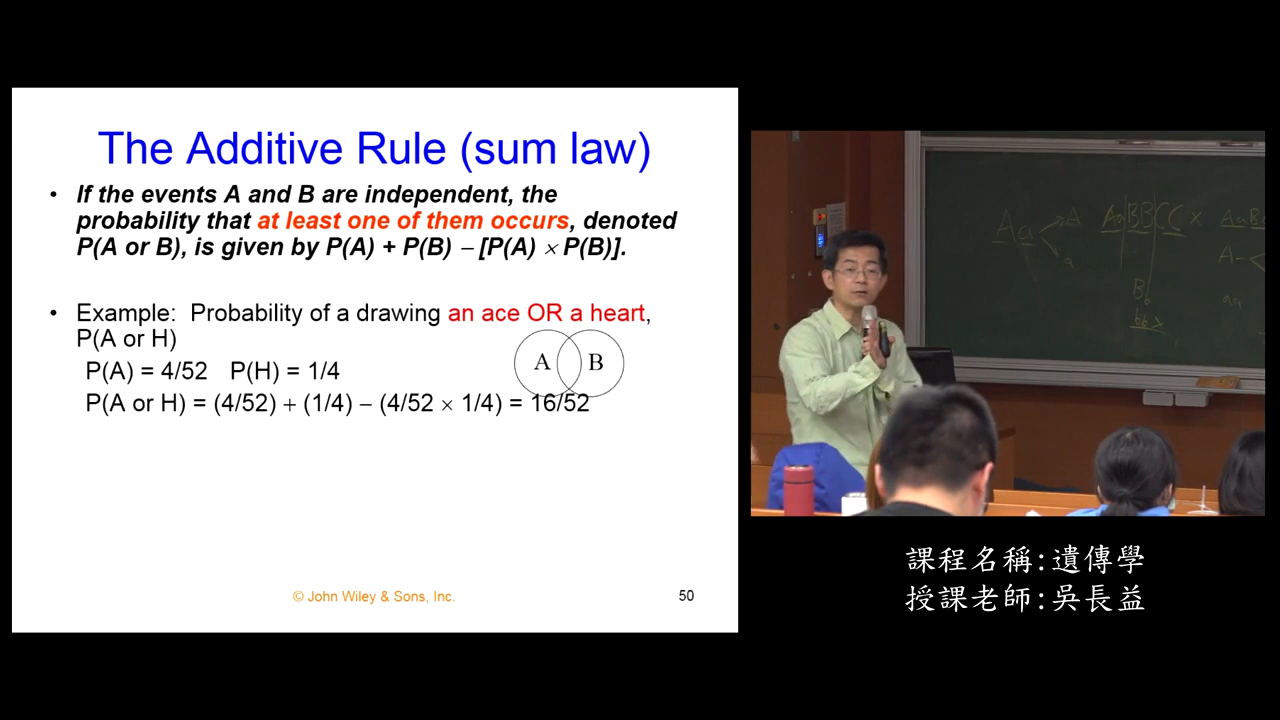 The Additive Rule (sum law)
• If the events A and B are independent, the
probability that at least one of them occurs, denoted
P(A or B), is given by P(A) + P(B) – [P(A) × P(B)].
• Example: Probability of a drawing an ace OR a heart,
P(A or H)
P(A) = 4/52 P(H) = 1/4
A B
P(A or H) = (4/52) + (1/4) – (4/52 × 1/4) = 16/52
© John Wiley & Sons, Inc.
50
Aa A AaBBCC ×
a
A-
B
aa
課程名稱:遺傳學
授課老師:吳長益